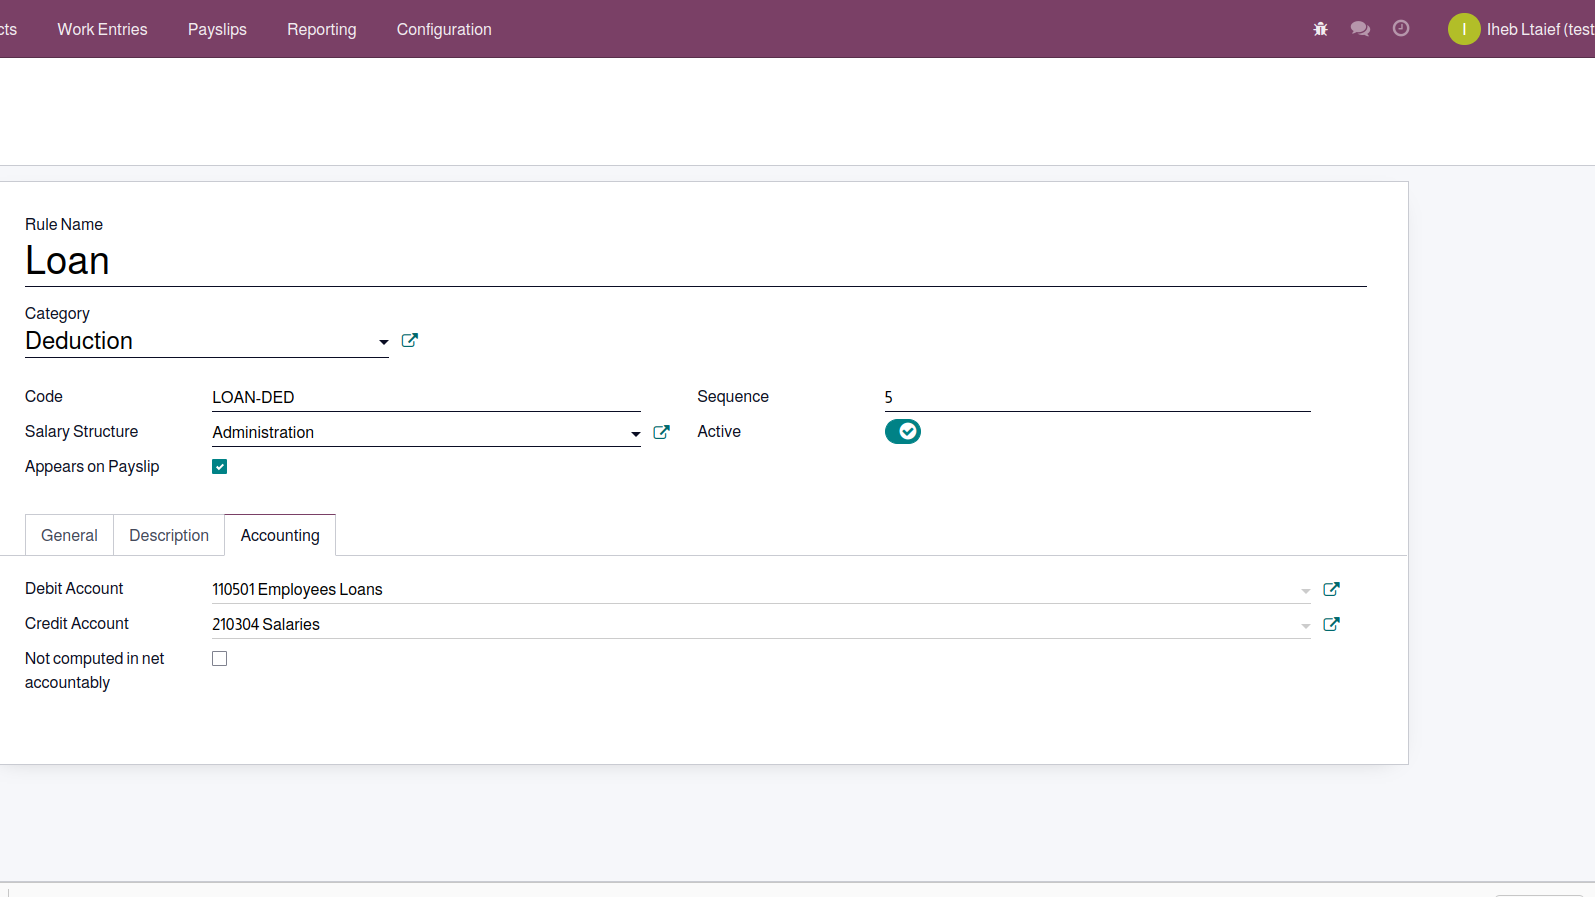 cts Work Entries Payslips Reporting Configuration I Iheb Ltaief (test
Rule Name
Loan
Category
Deduction
Code LOAN-DED Sequence 5
Salary Structure Administration Active
Appears on Payslip
General Description Accounting
Debit Account 110501 Employees Loans
Credit Account 210304 Salaries
Not computed in net
accountably